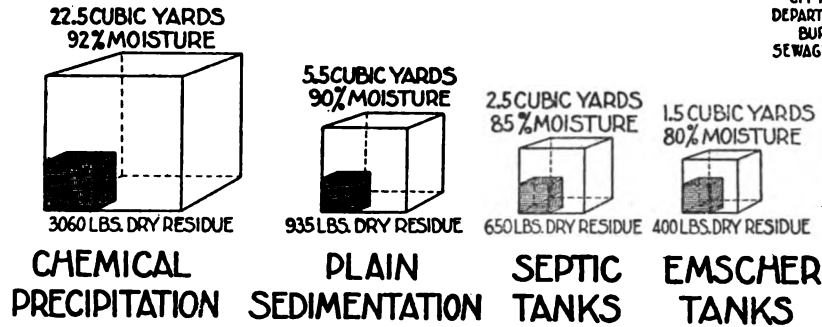 22.5 CUBIC YARDS
92% MOISTURE
3060 LBS. DRY RESIDUE
CHEMICAL
PRECIPITATION
5.5 CUBIC YARDS
90% MOISTURE
935 LBS. DRY RESIDUE
PLAIN
SEDIMENTATION
2.5 CUBIC YARDS
85% MOISTURE
650 LBS. DRY RESIDUE
SEPTIC
TANKS
1.5 CUBIC YARDS
80% MOISTURE
400 LBS. DRY RESIDUE
EMSCHER
TANKS